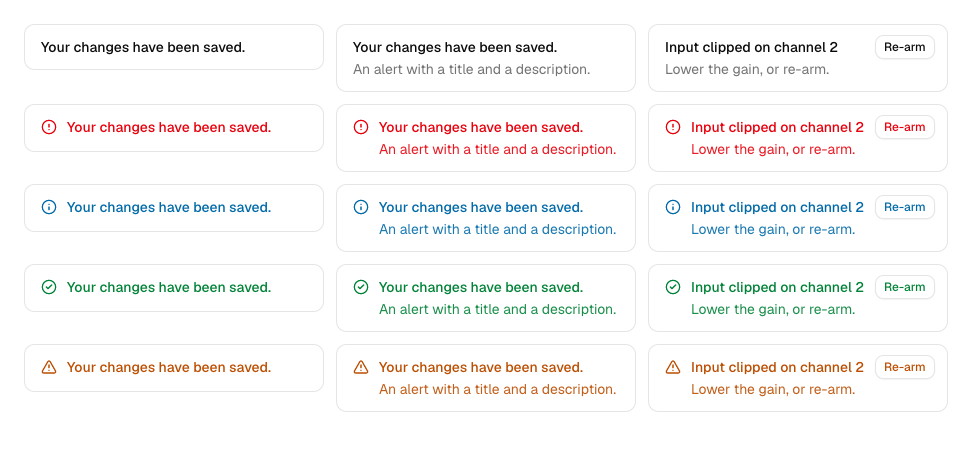 Your changes have been saved.
Your changes have been saved.
An alert with a title and a description.
Input clipped on channel 2
Re-arm
Lower the gain, or re-arm.
Your changes have been saved.
Your changes have been saved.
An alert with a title and a description.
Input clipped on channel 2
Re-arm
Lower the gain, or re-arm.
Your changes have been saved.
Your changes have been saved.
An alert with a title and a description.
Input clipped on channel 2
Re-arm
Lower the gain, or re-arm.
Your changes have been saved.
Your changes have been saved.
An alert with a title and a description.
Input clipped on channel 2
Re-arm
Lower the gain, or re-arm.
Your changes have been saved.
Your changes have been saved.
An alert with a title and a description.
Input clipped on channel 2
Re-arm
Lower the gain, or re-arm.